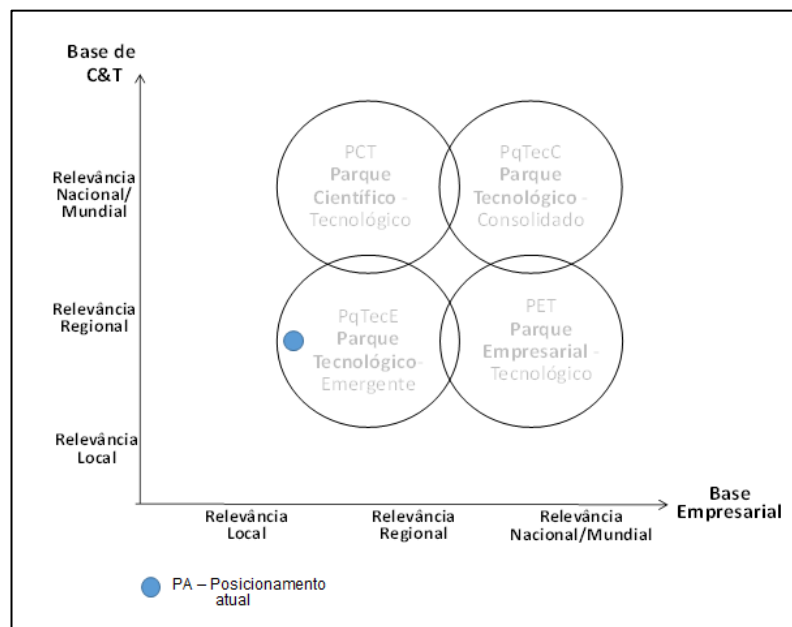 Base de
C&T
Relevância
Nacional/
Mundial
Relevância
Regional
Relevância
Local
PCT
Parque
Científico -
Tecnológico
PqTecC
Parque
Tecnológico -
Consolidado
PqTecE
Parque
Tecnológico-
Emergente
PET
Parque
Empresarial -
Tecnológico
Relevância
Local
Relevância
Regional
Relevância
Nacional/Mundial
Base
Empresarial
PA – Posicionamento
atual